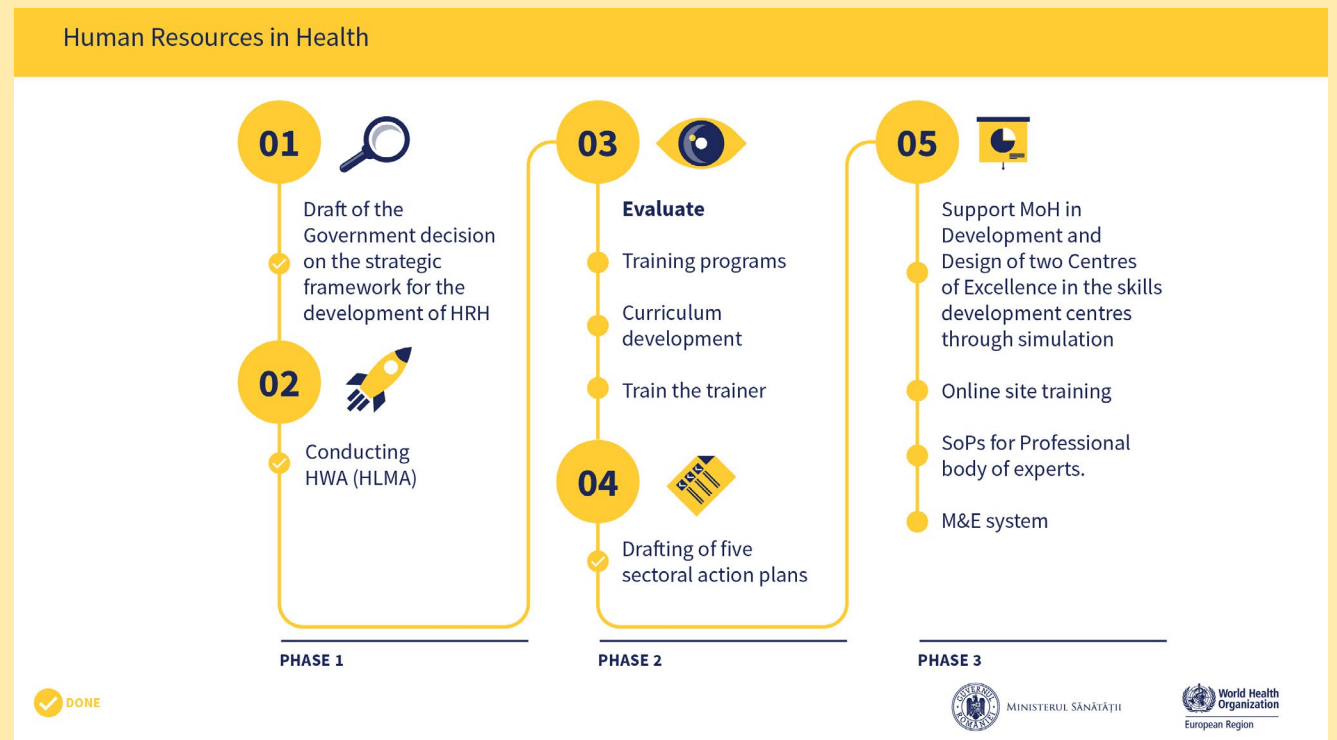 Human Resources in Health
01
Draft of the
Government decision
on the strategic
framework for the
development of HRH
02
Conducting
HWA (HLMA)
PHASE 1
03
Evaluate
Training programs
Curriculum
development
Train the trainer
04
Drafting of five
sectoral action plans
PHASE 2
05
Support MoH in
Development and
Design of two Centres
of Excellence in the skills
development centres
through simulation
Online site training
SoPs for Professional
body of experts.
M&E system
PHASE 3
DONE
GUVERNUL ROMÂNIEI
MINISTERUL SĂNĂTĂȚII
World Health
Organization
European Region